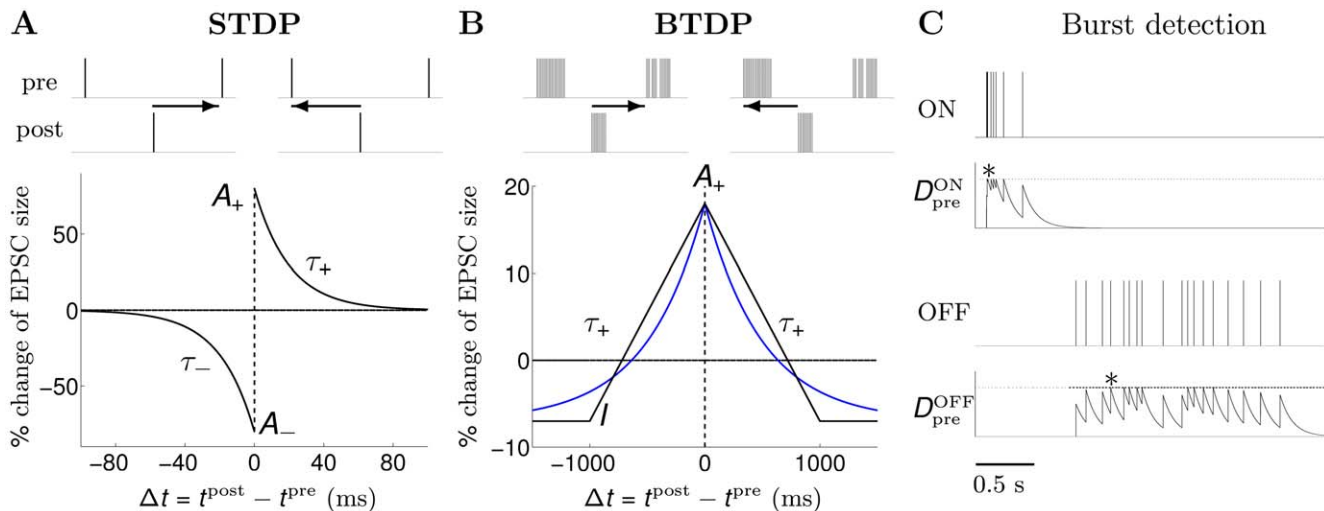 A STDP
pre
post
A₊
τ₊
τ₋
A₋
50
0
−50
−80 −40 0 40 80
% change of EPSC size
Δt = t^post − t^pre (ms)
B BTDP
A₊
τ₊ τ₊
I
20
10
0
−10
−1000 0 1000
% change of EPSC size
Δt = t^post − t^pre (ms)
C Burst detection
ON
*
D_pre^ON
OFF
*
D_pre^OFF
0.5 s